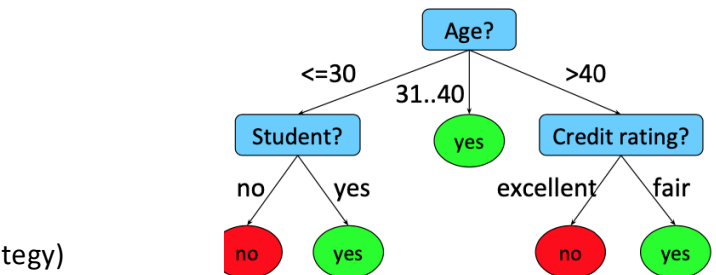 Age?
<=30
31..40
>40
Student?
yes
Credit rating?
no
yes
excellent
fair
tegy)
no
yes
no
yes